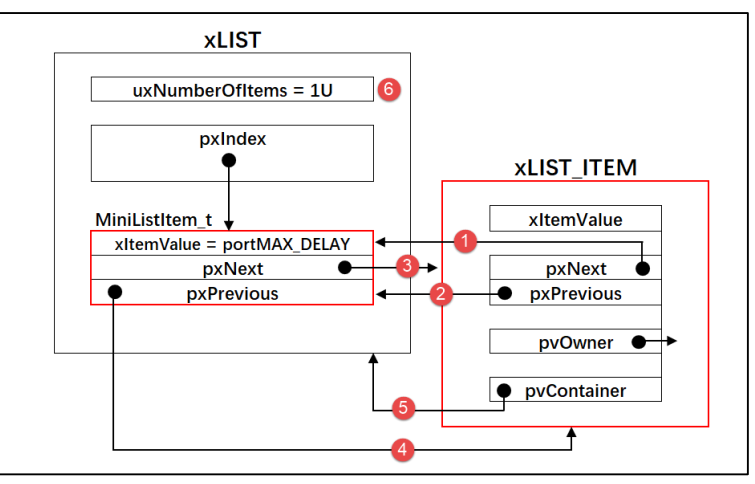 xLIST
uxNumberOfItems = 1U
6
pxIndex
xLIST_ITEM
MiniListItem_t
xItemValue
xItemValue = portMAX_DELAY
1
pxNext
3
pxNext
pxPrevious
2
pxPrevious
pvOwner
pvContainer
5
4